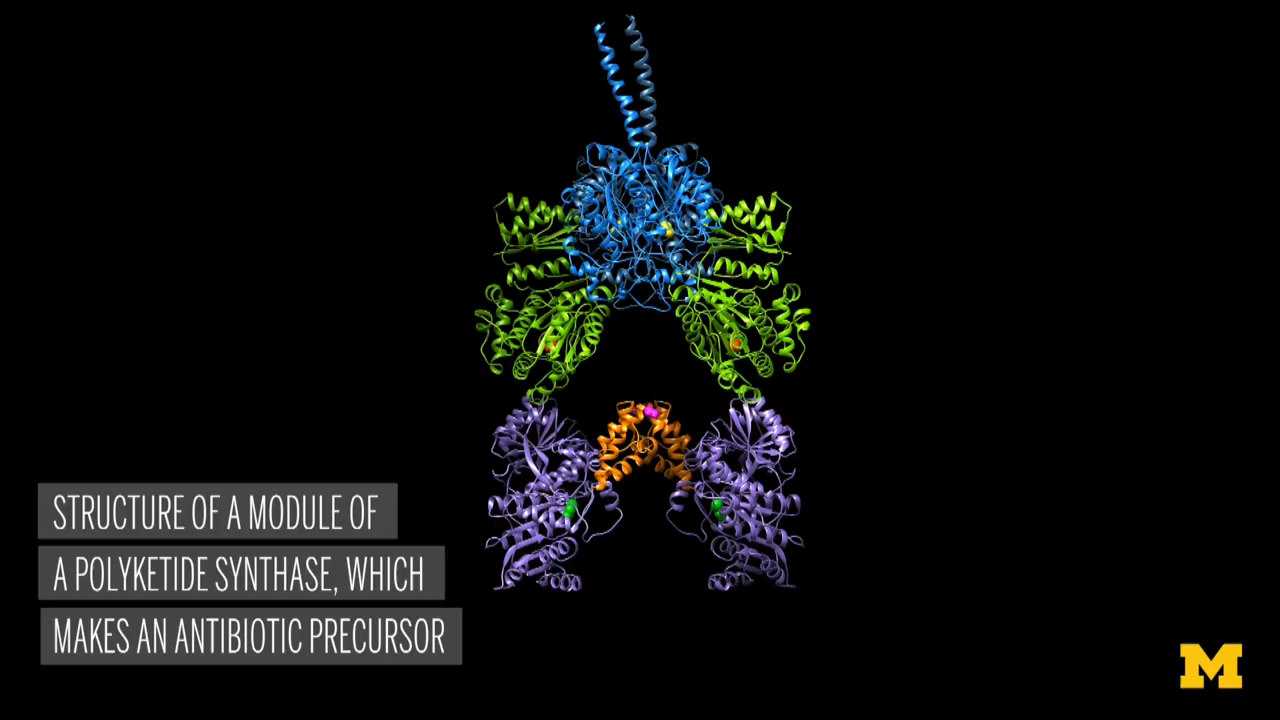 STRUCTURE OF A MODULE OF
A POLYKETIDE SYNTHASE, WHICH
MAKES AN ANTIBIOTIC PRECURSOR
M